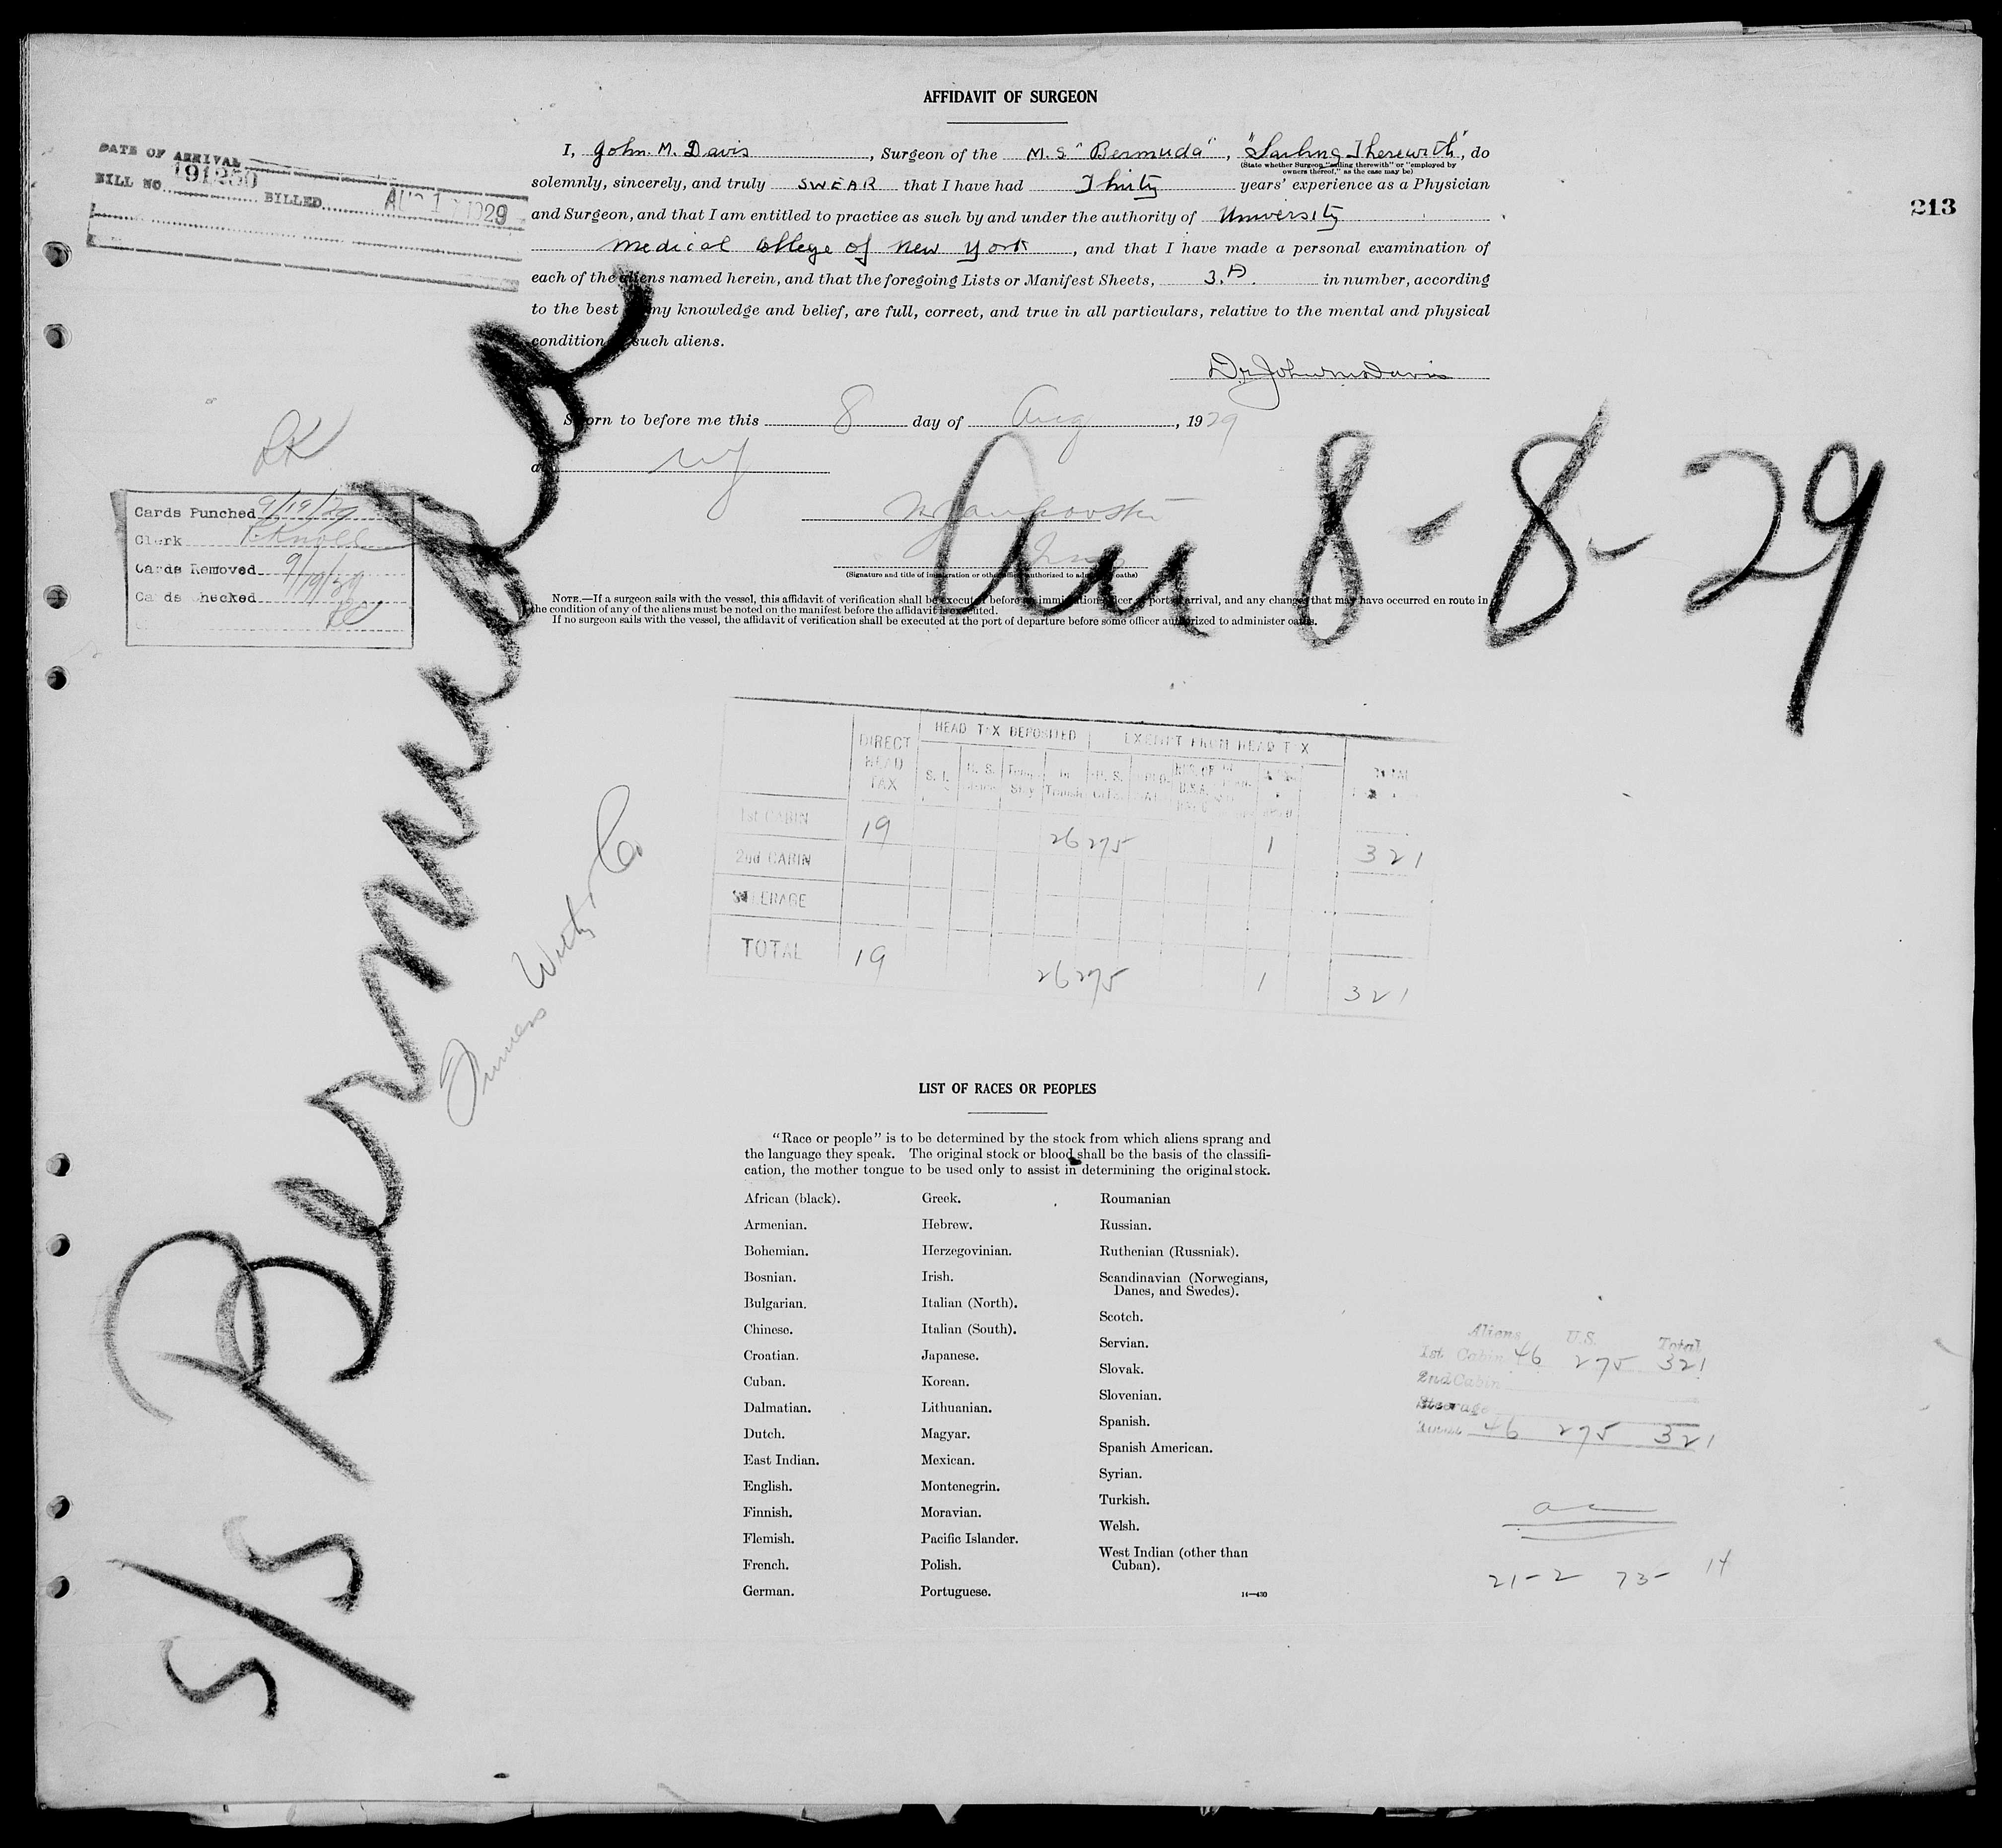 AFFIDAVIT OF SURGEON
I, John. M. Davis, Surgeon of the M.S "Bermuda", "Sailing Therewith", do
(State whether Surgeon "sailing therewith" or "employed by
owners thereof," as the case may be)
solemnly, sincerely, and truly SWEAR that I have had Thirty years' experience as a Physician
and Surgeon, and that I am entitled to practice as such by and under the authority of University
Medical College of New York, and that I have made a personal examination of
each of the aliens named herein, and that the foregoing Lists or Manifest Sheets, 3. in number, according
to the best my knowledge and belief, are full, correct, and true in all particulars, relative to the mental and physical
condition such aliens.
Dr John M Davis
Sworn to before me this 8 day of Aug, 1929
at NY
(Signature and title of immigration or other officer authorized to administer oaths)
NOTE.—If a surgeon sails with the vessel, this affidavit of verification shall be executed before an immigration officer at port of arrival, and any changes that may have occurred en route in
the condition of any of the aliens must be noted on the manifest before the affidavit is executed.
If no surgeon sails with the vessel, the affidavit of verification shall be executed at the port of departure before some officer authorized to administer oaths.
213
DATE OF ARRIVAL
BILL NO. 191250 BILLED AUG 1 1929
OK
Cards Punched 9/19/29
Clerk
Cards Removed 9/19/29
Cards Checked
S/S Bermuda
8-8-29
Furness Withy & Co.
DIRECT HEAD TAX
HEAD TAX DEPOSITED
EXEMPT FROM HEAD TAX
TOTAL
1st CABIN 19 26 275 1 321
2nd CABIN
STEERAGE
TOTAL 19 26 275 1 321
LIST OF RACES OR PEOPLES
"Race or people" is to be determined by the stock from which aliens sprang and
the language they speak. The original stock or blood shall be the basis of the classifi-
cation, the mother tongue to be used only to assist in determining the original stock.
African (black).
Armenian.
Bohemian.
Bosnian.
Bulgarian.
Chinese.
Croatian.
Cuban.
Dalmatian.
Dutch.
East Indian.
English.
Finnish.
Flemish.
French.
German.
Greek.
Hebrew.
Herzegovinian.
Irish.
Italian (North).
Italian (South).
Japanese.
Korean.
Lithuanian.
Magyar.
Mexican.
Montenegrin.
Moravian.
Pacific Islander.
Polish.
Portuguese.
Roumanian
Russian.
Ruthenian (Russniak).
Scandinavian (Norwegians,
Danes, and Swedes).
Scotch.
Servian.
Slovak.
Slovenian.
Spanish.
Spanish American.
Syrian.
Turkish.
Welsh.
West Indian (other than
Cuban).
14—430
Aliens U.S. Total
1st Cabin 46 275 321
2nd Cabin
Steerage
Total 46 275 321
21-2 73- 14